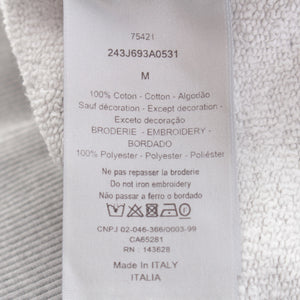 75421
243J693A0531
M
100% Coton - Cotton - Algodão
Sauf décoration - Except decoration -
Exceto decoração
BRODERIE - EMBROIDERY -
BORDADO
100% Polyester - Polyester - Poliéster
Ne pas repasser la broderie
Do not iron embroidery
Não passar a ferro o bordado
CNPJ 02-046-366/0003-99
CA65281
RN : 143628
Made In ITALY
ITALIA